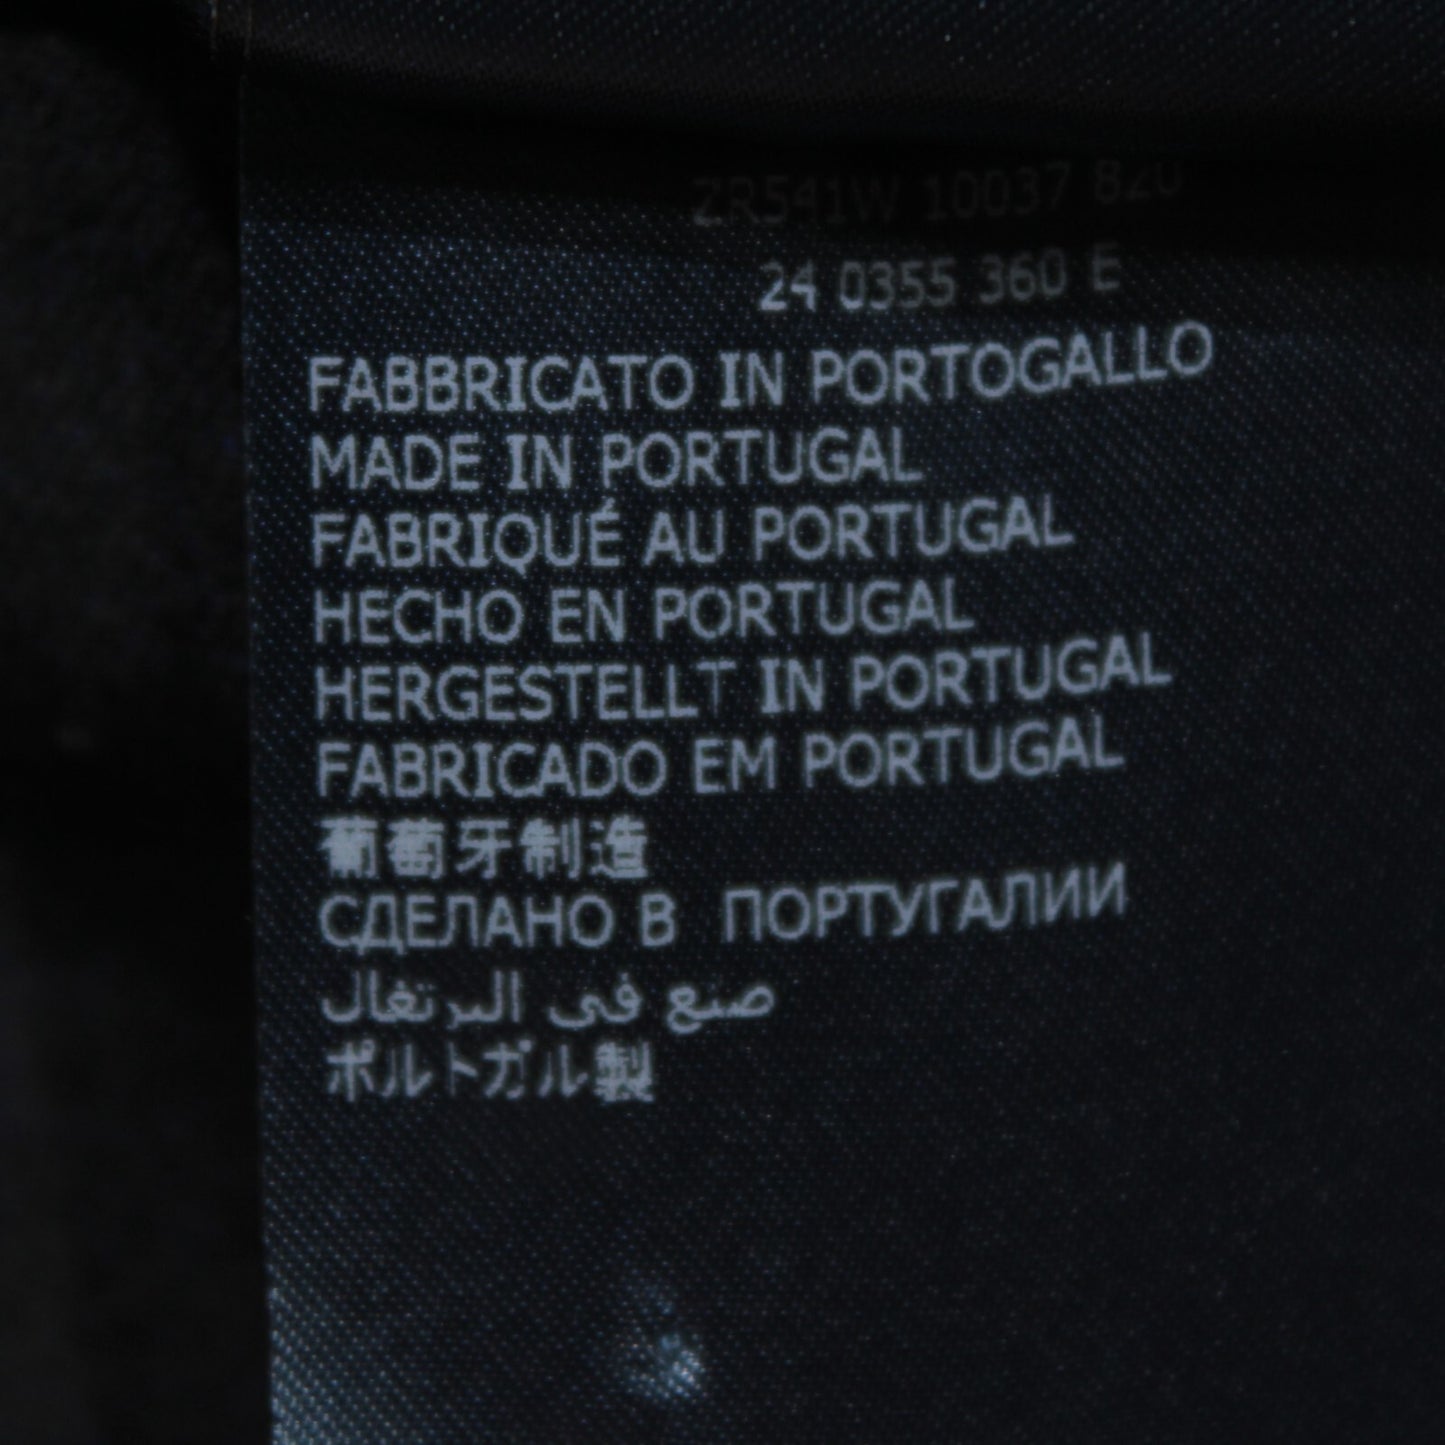 ZR541W 10037 820
24 0355 360 E
FABBRICATO IN PORTOGALLO
MADE IN PORTUGAL
FABRIQUÉ AU PORTUGAL
HECHO EN PORTUGAL
HERGESTELLT IN PORTUGAL
FABRICADO EM PORTUGAL
葡萄牙制造
СДЕЛАНО В ПОРТУГАЛИИ
صنع في البرتغال
ポルトガル製